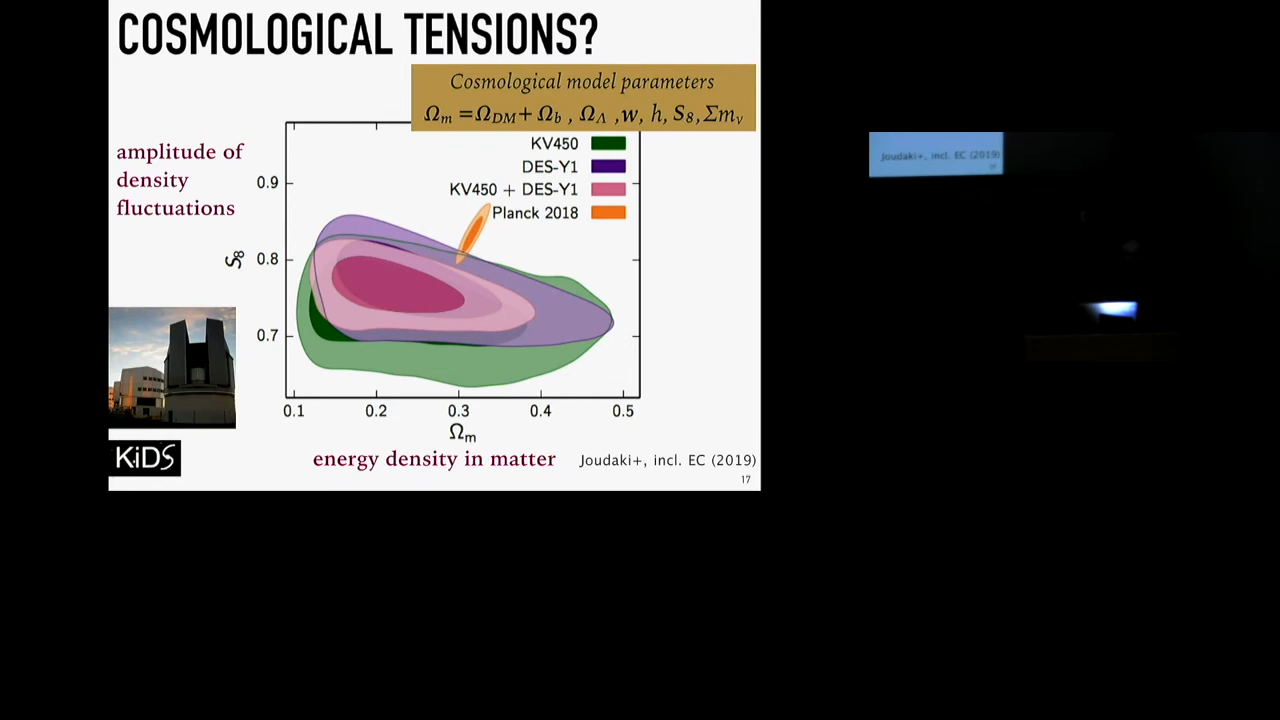 COSMOLOGICAL TENSIONS?
Cosmological model parameters
Ωm =ΩDM+ Ωb , ΩΛ ,w, h, S8, Σmν
amplitude of
density
fluctuations
KV450
DES-Y1
KV450 + DES-Y1
Planck 2018
0.9
0.8
0.7
S8
0.1 0.2 0.3 0.4 0.5
Ωm
energy density in matter
Joudaki+, incl. EC (2019)
17
KiDS
Joudaki+, incl. EC (2019)